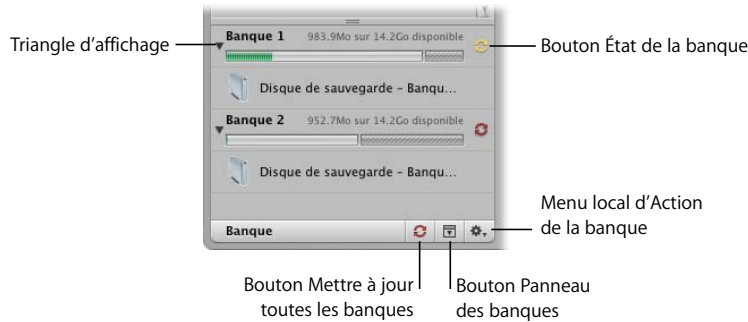 Banque 1 983.9Mo sur 14.2Go disponible
Triangle d’affichage
Bouton État de la banque
Disque de sauvegarde – Banqu...
Banque 2 952.7Mo sur 14.2Go disponible
Disque de sauvegarde – Banqu...
Menu local d’Action
de la banque
Banque
Bouton Mettre à jour
toutes les banques
Bouton Panneau
des banques